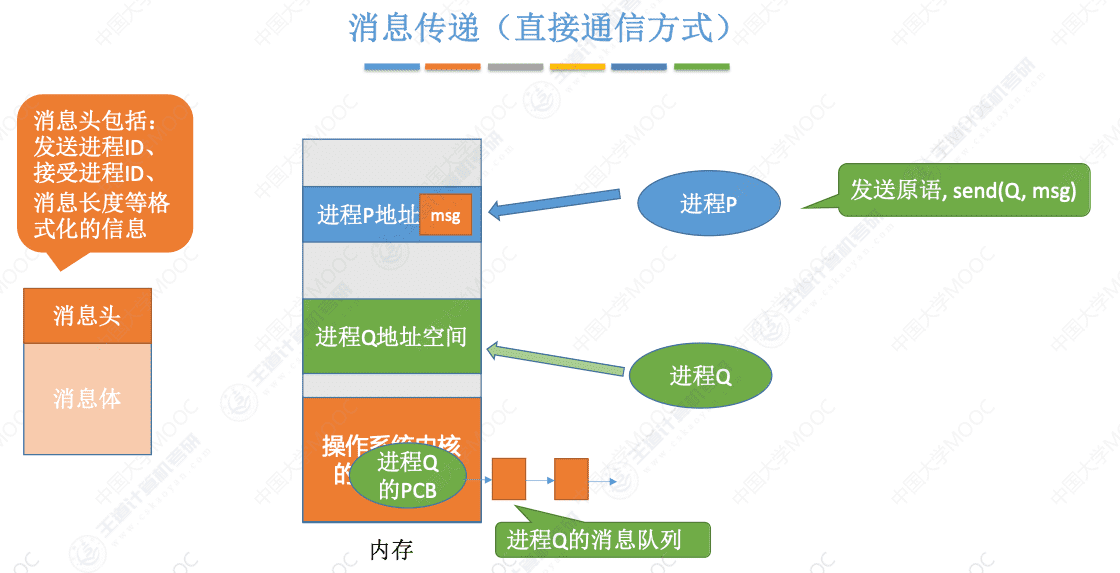 消息传递（直接通信方式）
消息头包括：
发送进程ID、
接受进程ID、
消息长度等格
式化的信息
消息头
消息体
进程P地址
msg
进程P
发送原语, send(Q, msg)
进程Q地址空间
进程Q
操作系统内核
的
进程Q
的PCB
进程Q的消息队列
内存
中国大学MOOC
王道计算机考研